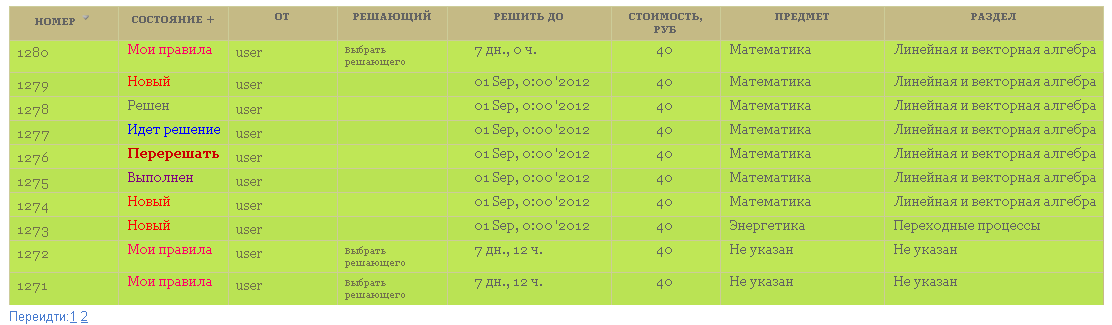 НОМЕР СОСТОЯНИЕ + ОТ РЕШАЮЩИЙ РЕШИТЬ ДО СТОИМОСТЬ, РУБ ПРЕДМЕТ РАЗДЕЛ
1280 Мои правила user Выбрать решающего 7 дн., 0 ч. 40 Математика Линейная и векторная алгебра
1279 Новый user 01 Sep, 0:00 '2012 40 Математика Линейная и векторная алгебра
1278 Решен user 01 Sep, 0:00 '2012 40 Математика Линейная и векторная алгебра
1277 Идет решение user 01 Sep, 0:00 '2012 40 Математика Линейная и векторная алгебра
1276 Перерешать user 01 Sep, 0:00 '2012 40 Математика Линейная и векторная алгебра
1275 Выполнен user 01 Sep, 0:00 '2012 40 Математика Линейная и векторная алгебра
1274 Новый user 01 Sep, 0:00 '2012 40 Математика Линейная и векторная алгебра
1273 Новый user 01 Sep, 0:00 '2012 40 Энергетика Переходные процессы
1272 Мои правила user Выбрать решающего 7 дн., 12 ч. 40 Не указан Не указан
1271 Мои правила user Выбрать решающего 7 дн., 12 ч. 40 Не указан Не указан
Переидти:1 2